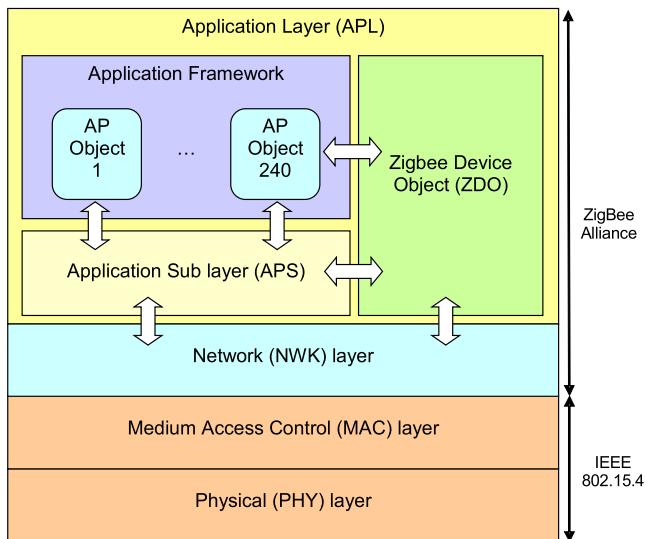 Application Layer (APL)
Application Framework
AP
Object
1
...
AP
Object
240
Zigbee Device
Object (ZDO)
Application Sub layer (APS)
Network (NWK) layer
Medium Access Control (MAC) layer
Physical (PHY) layer
ZigBee
Alliance
IEEE
802.15.4